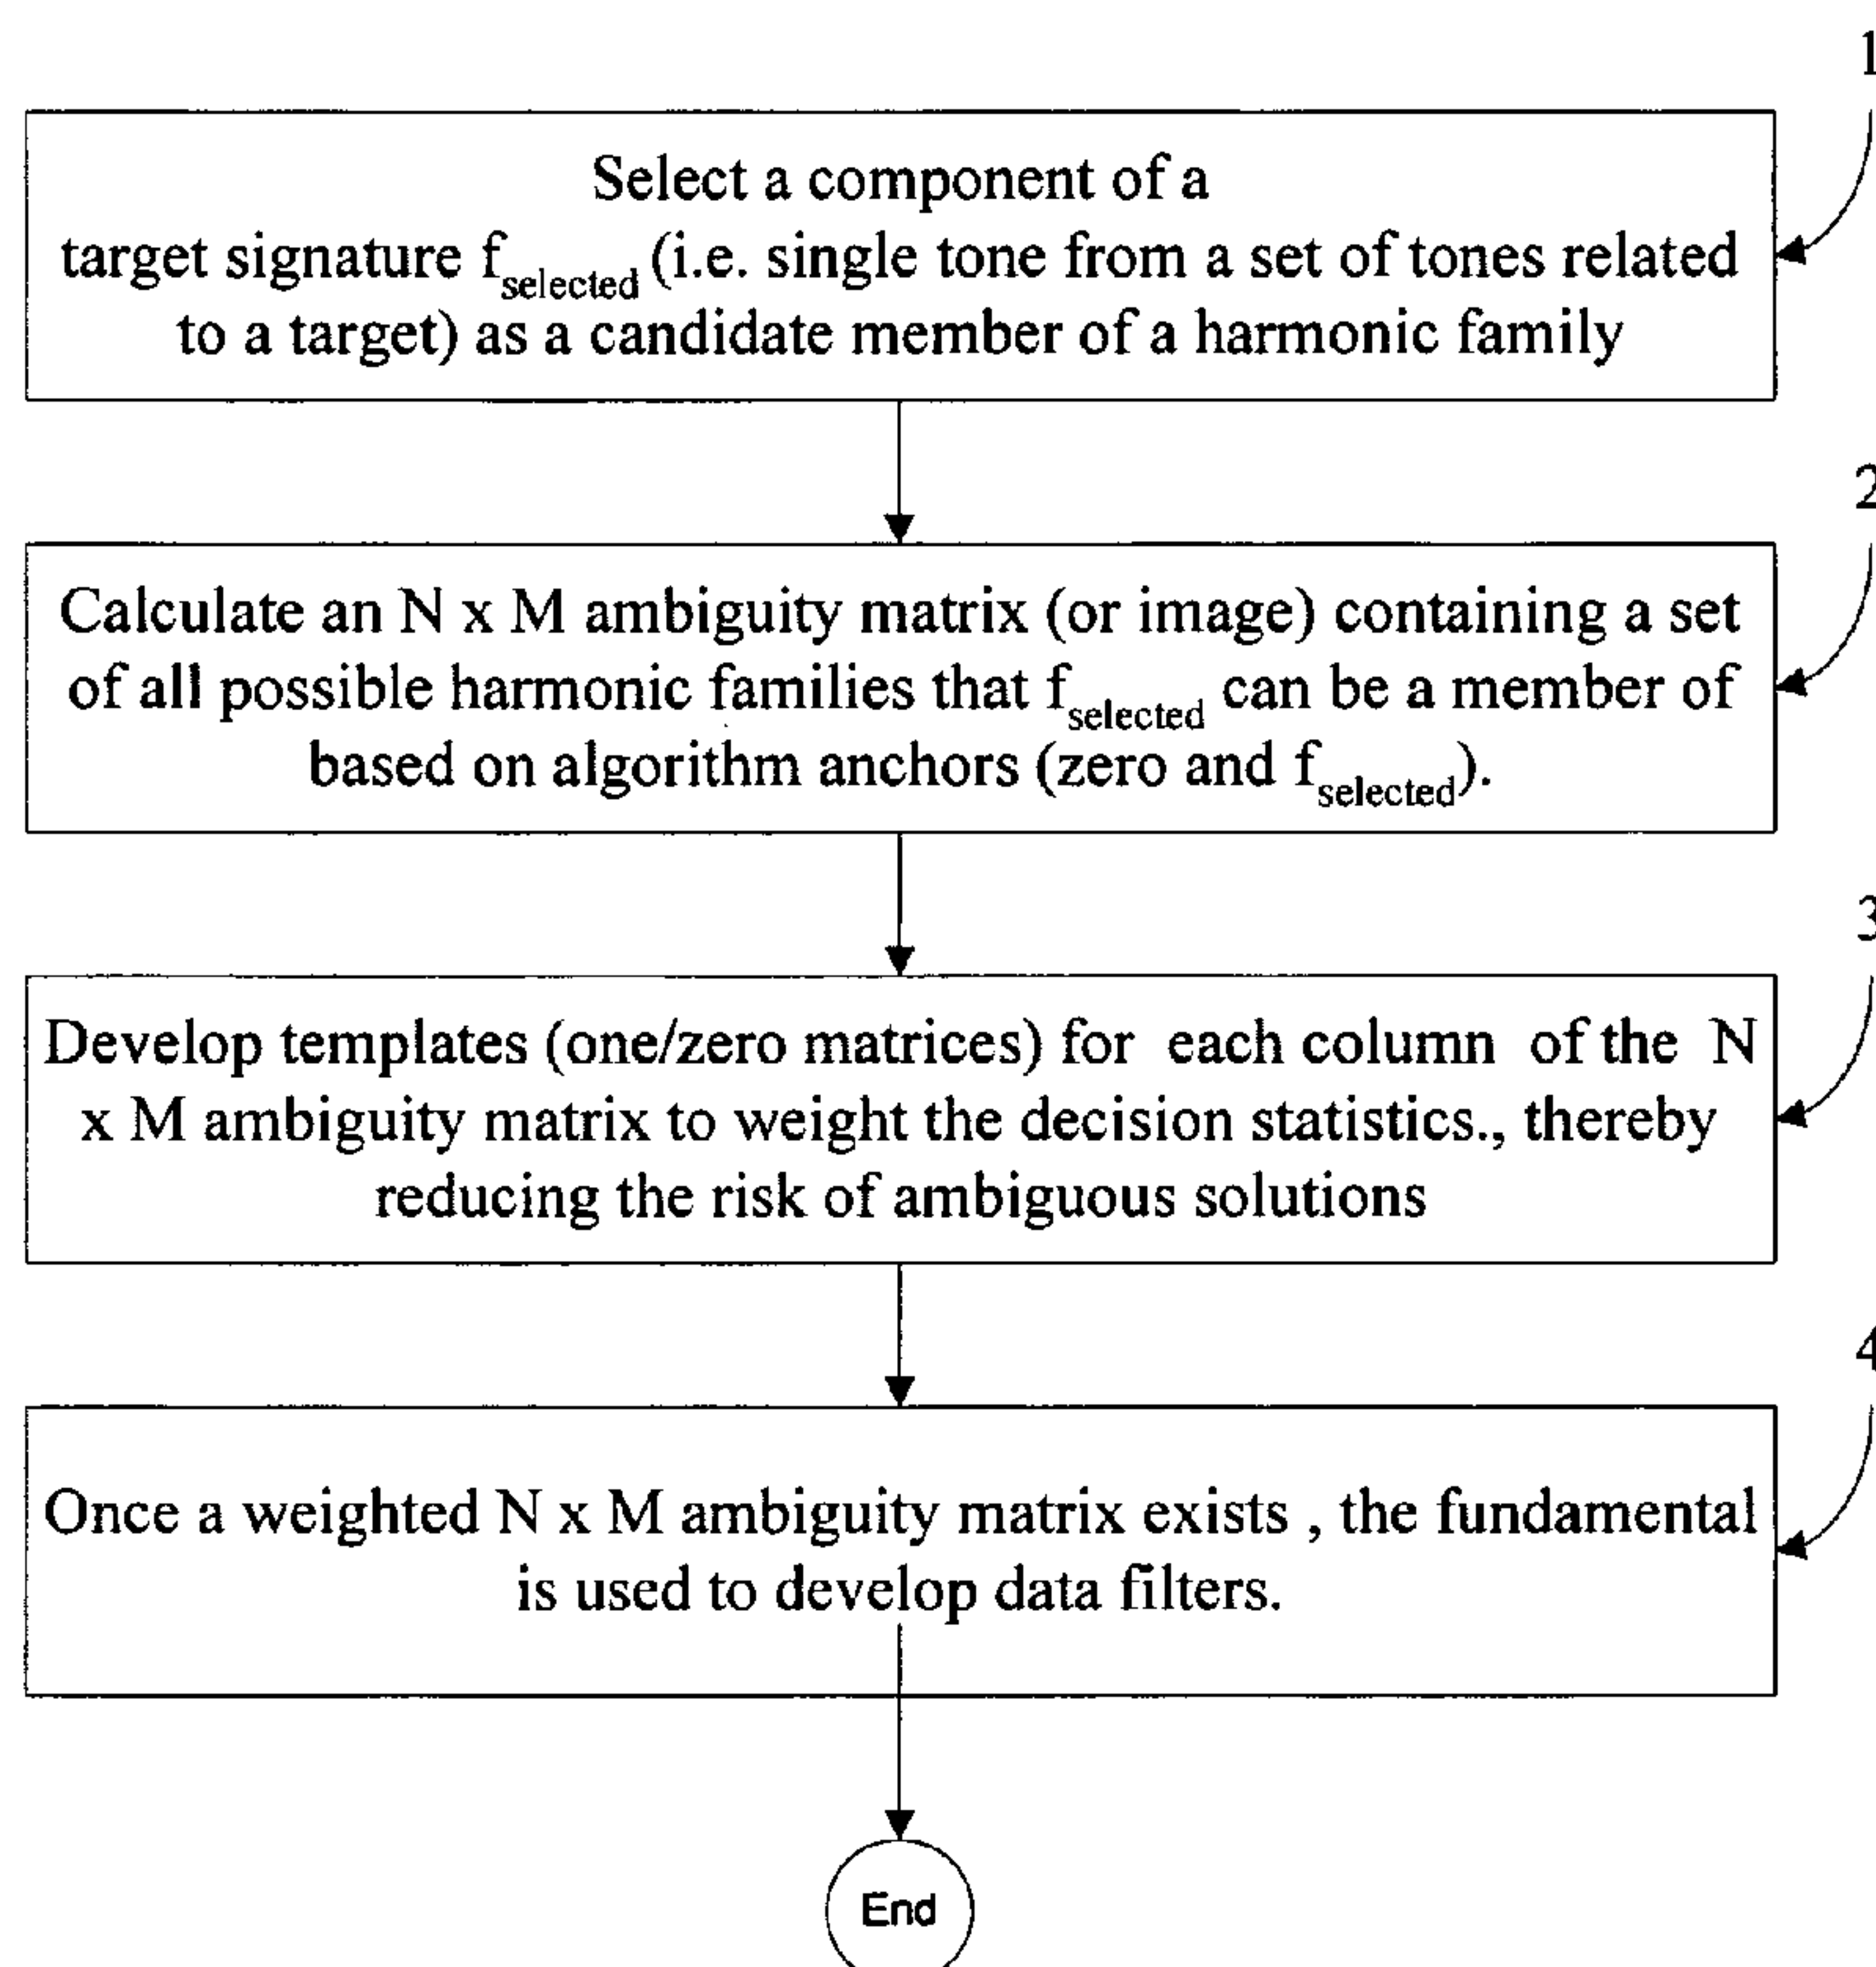 1
Select a component of a
target signature f_selected (i.e. single tone from a set of tones related
to a target) as a candidate member of a harmonic family
2
Calculate an N x M ambiguity matrix (or image) containing a set
of all possible harmonic families that f_selected can be a member of
based on algorithm anchors (zero and f_selected).
3
Develop templates (one/zero matrices) for each column of the N
x M ambiguity matrix to weight the decision statistics., thereby
reducing the risk of ambiguous solutions
4
Once a weighted N x M ambiguity matrix exists , the fundamental
is used to develop data filters.
End